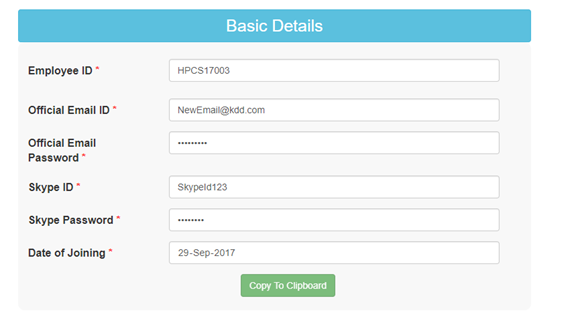 Basic Details
Employee ID * HPCS17003
Official Email ID * NewEmail@kdd.com
Official Email
Password * •••••••••
Skype ID * SkypeId123
Skype Password * ••••••••
Date of Joining * 29-Sep-2017
Copy To Clipboard